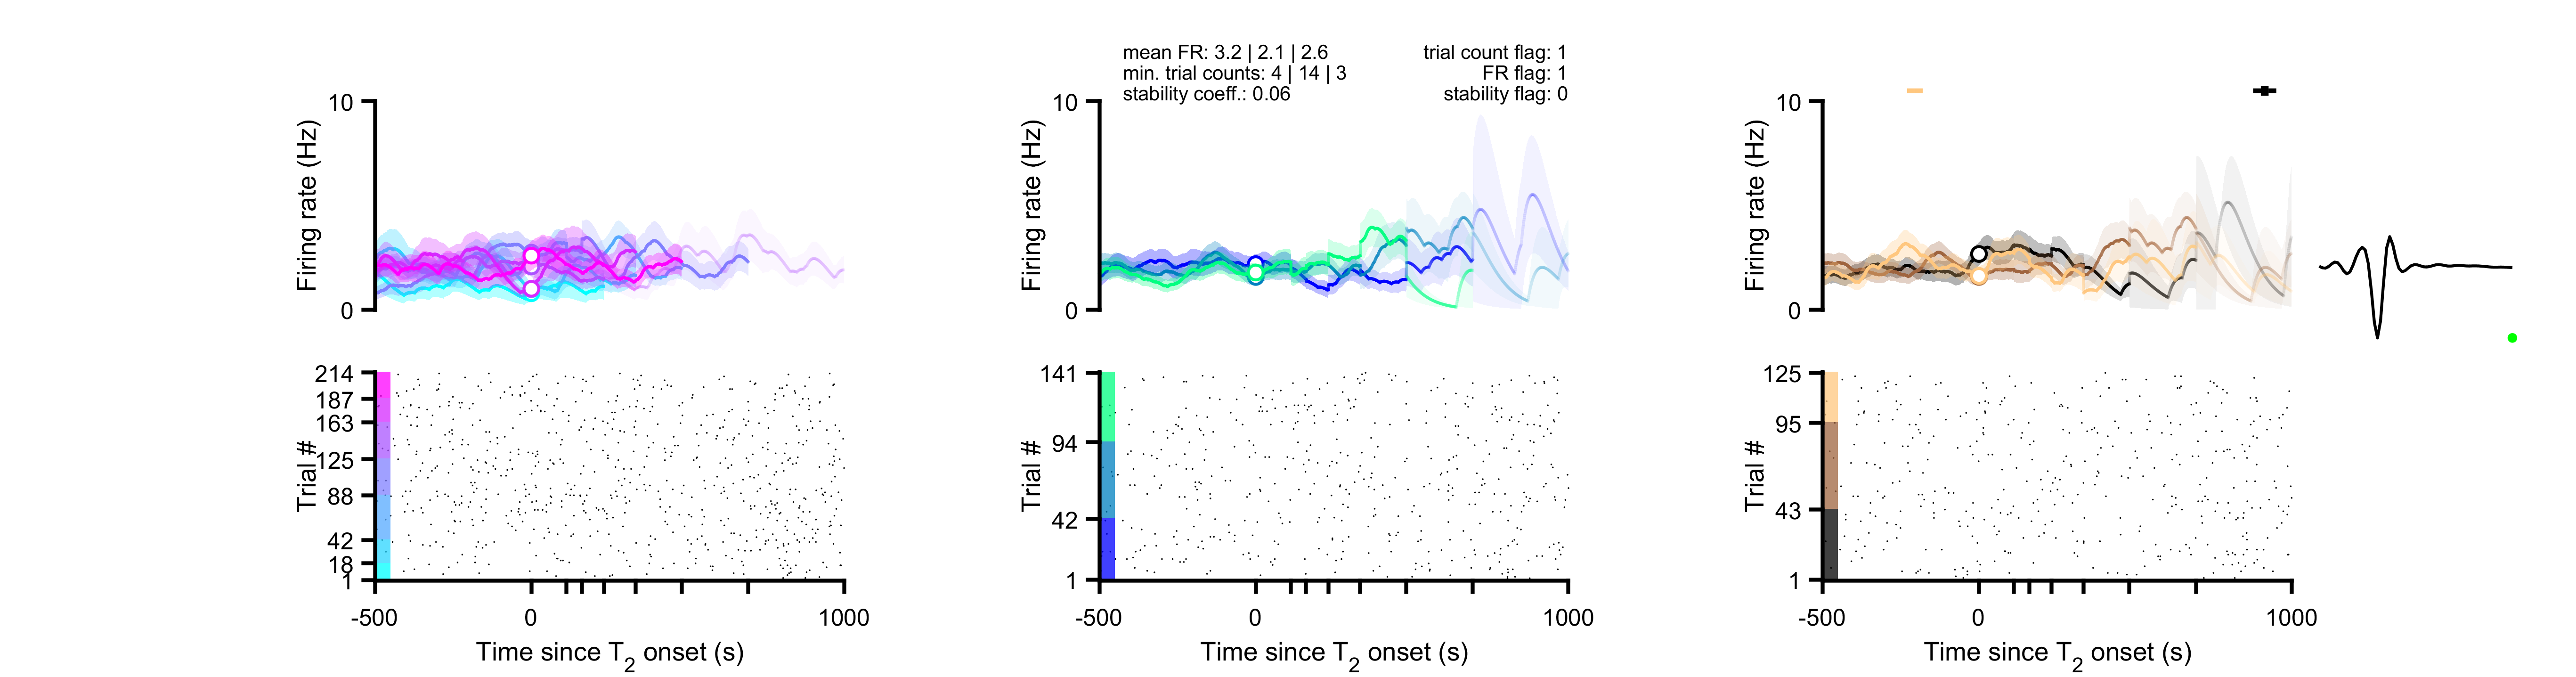 mean FR: 3.2 | 2.1 | 2.6
min. trial counts: 4 | 14 | 3
stability coeff.: 0.06
trial count flag: 1
FR flag: 1
stability flag: 0
10
0
Firing rate (Hz)
10
0
Firing rate (Hz)
10
0
Firing rate (Hz)
214
187
163
125
88
42
18
1
Trial #
-500
0
1000
Time since T2 onset (s)
141
94
42
1
Trial #
-500
0
1000
Time since T2 onset (s)
125
95
43
1
Trial #
-500
0
1000
Time since T2 onset (s)